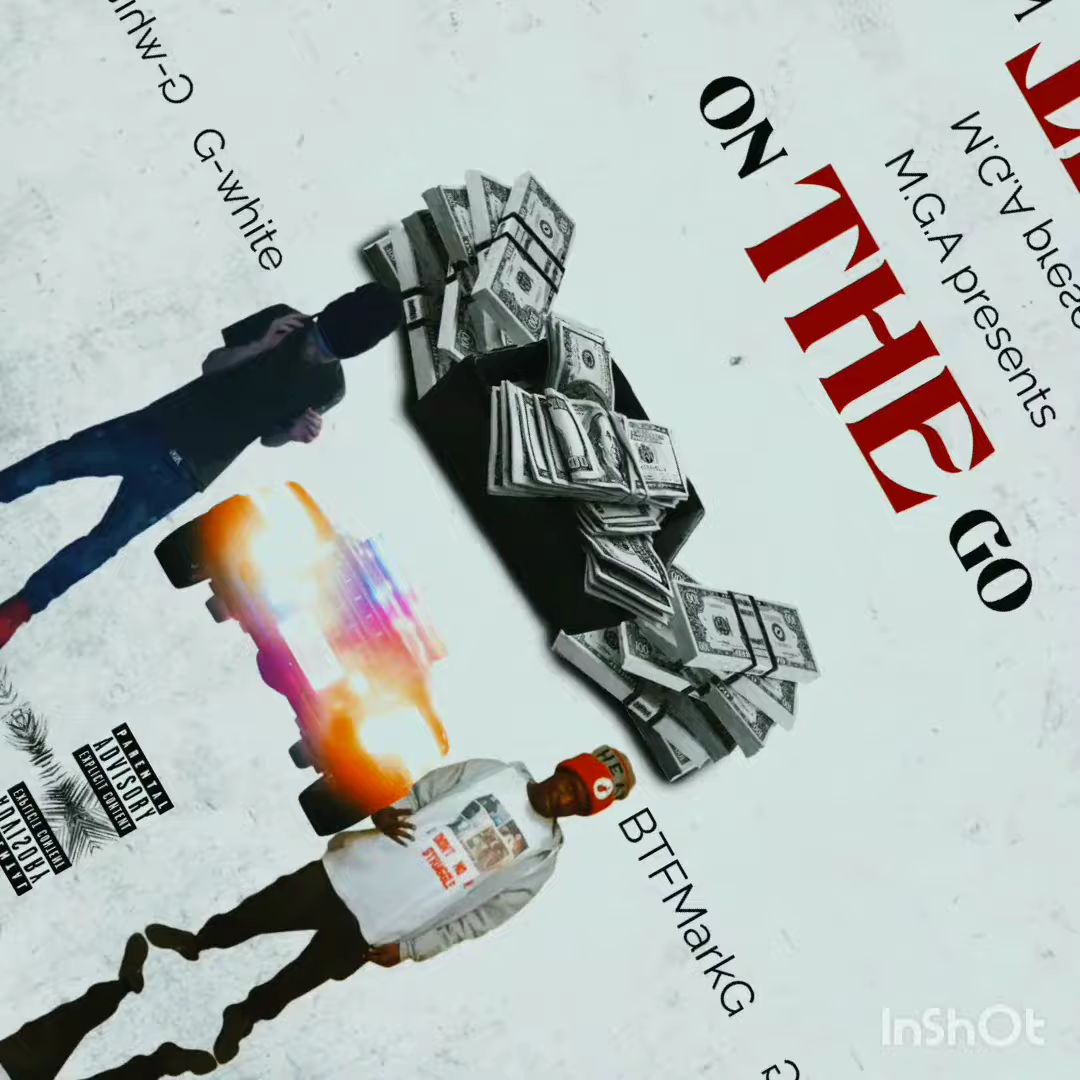 M.G.A presents
ON
THE
GO
G-white
BTFMarkG
PARENTAL
ADVISORY
EXPLICIT CONTENT
InShOt